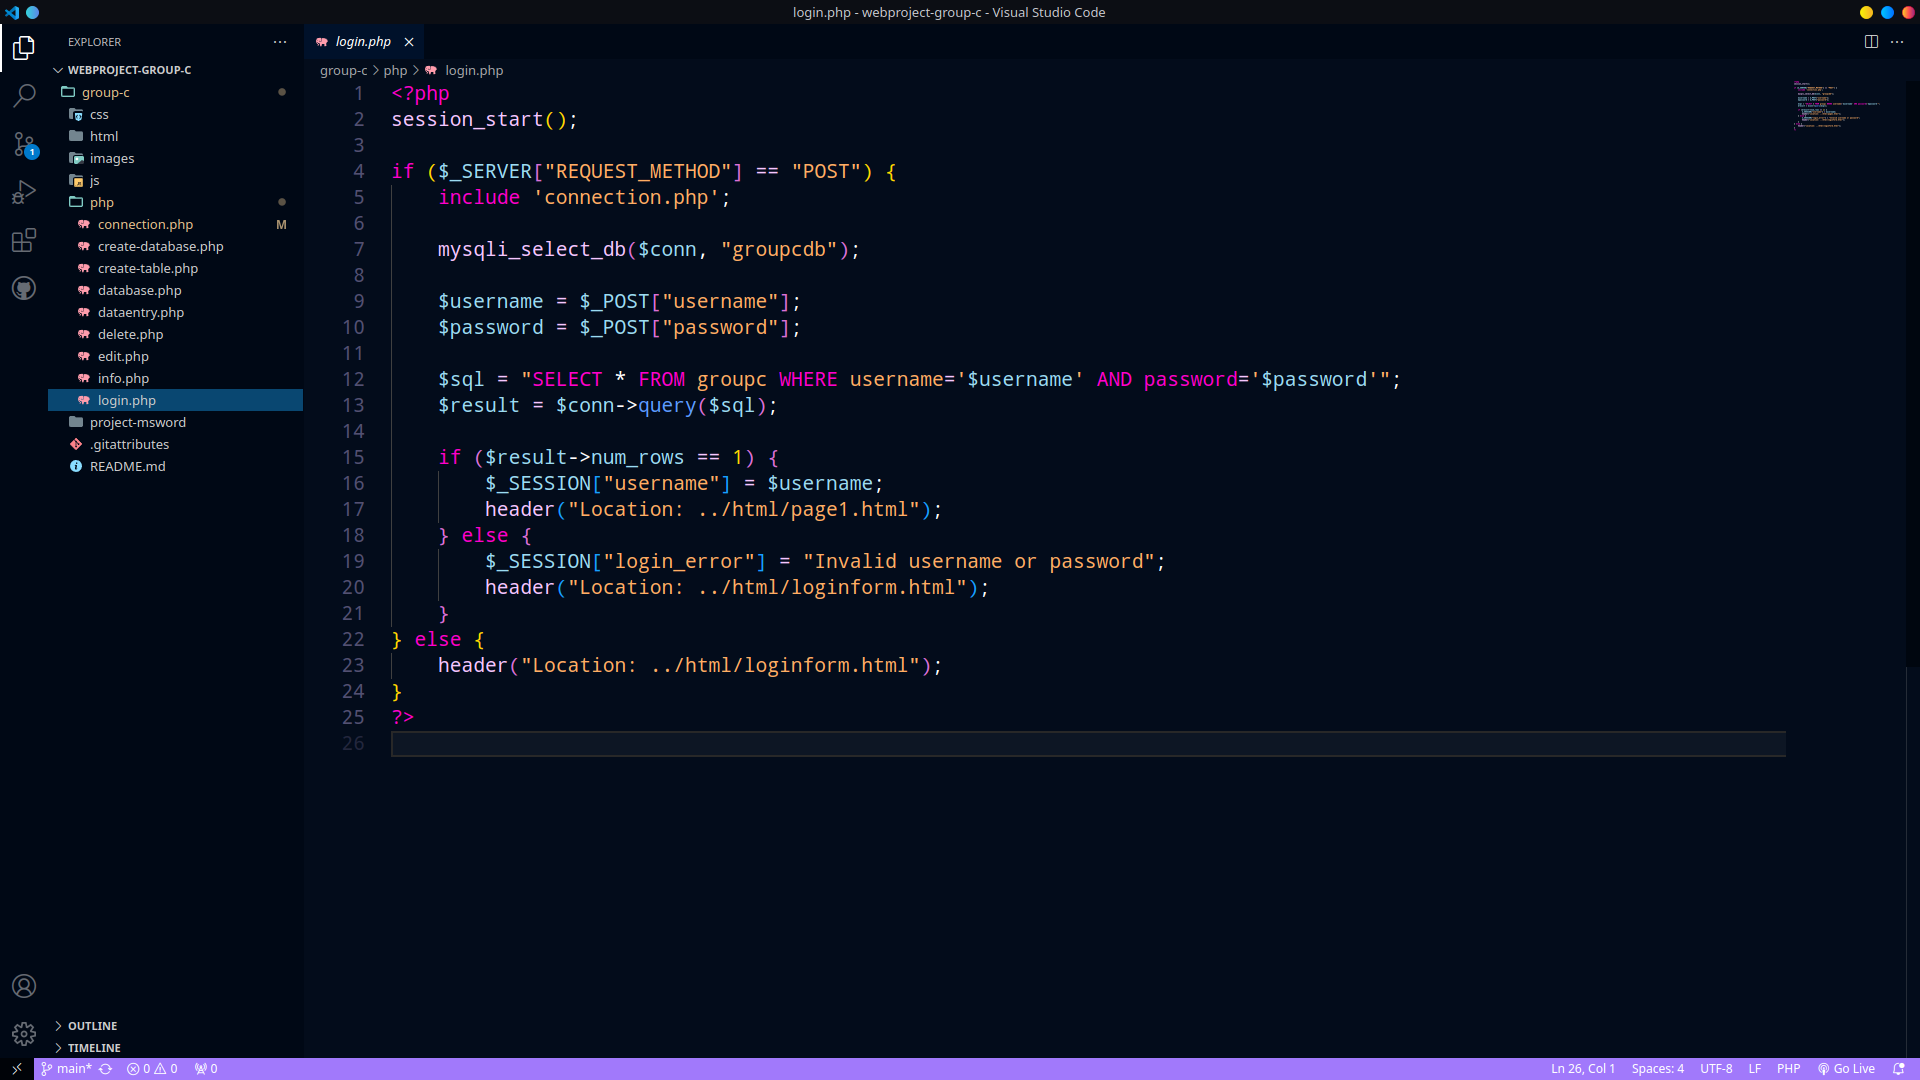 login.php - webproject-group-c - Visual Studio Code
EXPLORER
WEBPROJECT-GROUP-C
group-c
css
html
images
js
php
connection.php M
create-database.php
create-table.php
database.php
dataentry.php
delete.php
edit.php
info.php
login.php
project-msword
.gitattributes
README.md
OUTLINE
TIMELINE
1
login.php
group-c > php > login.php
1 <?php
2 session_start();
3
4 if ($_SERVER["REQUEST_METHOD"] == "POST") {
5     include 'connection.php';
6
7     mysqli_select_db($conn, "groupcdb");
8
9     $username = $_POST["username"];
10     $password = $_POST["password"];
11
12     $sql = "SELECT * FROM groupc WHERE username='$username' AND password='$password'";
13     $result = $conn->query($sql);
14
15     if ($result->num_rows == 1) {
16         $_SESSION["username"] = $username;
17         header("Location: ../html/page1.html");
18     } else {
19         $_SESSION["login_error"] = "Invalid username or password";
20         header("Location: ../html/loginform.html");
21     }
22 } else {
23     header("Location: ../html/loginform.html");
24 }
25 ?>
26
main* 0 0 0 Ln 26, Col 1 Spaces: 4 UTF-8 LF PHP Go Live